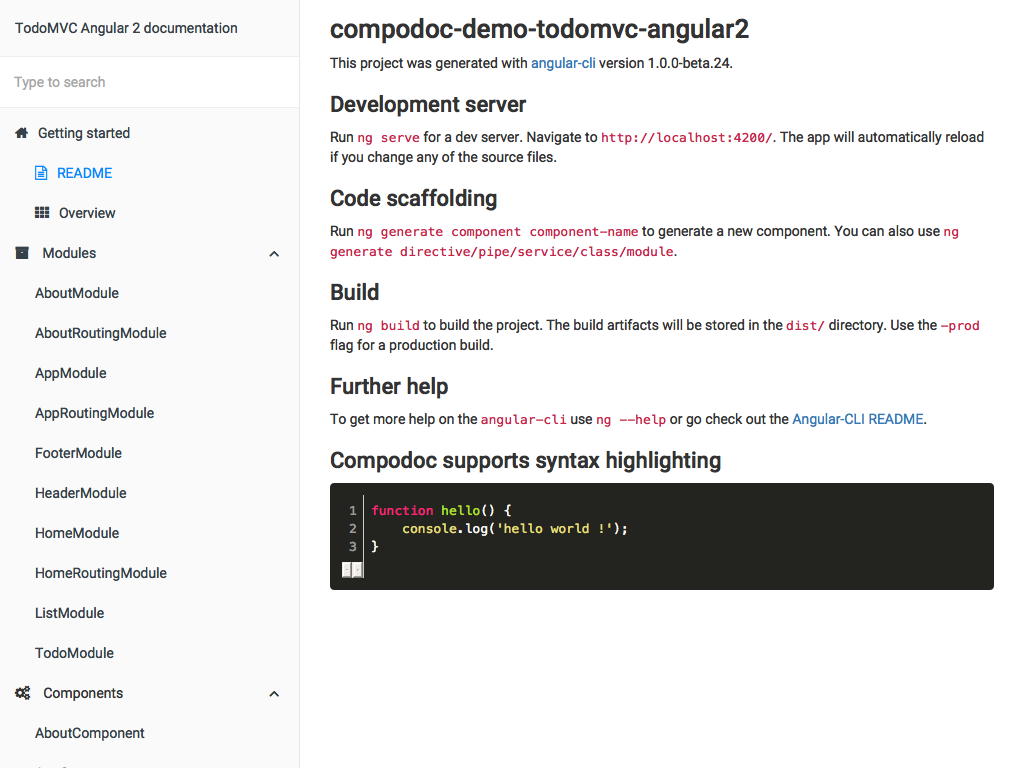 TodoMVC Angular 2 documentation
Type to search
Getting started
README
Overview
Modules
AboutModule
AboutRoutingModule
AppModule
AppRoutingModule
FooterModule
HeaderModule
HomeModule
HomeRoutingModule
ListModule
TodoModule
Components
AboutComponent
compodoc-demo-todomvc-angular2
This project was generated with angular-cli version 1.0.0-beta.24.
Development server
Run ng serve for a dev server. Navigate to http://localhost:4200/. The app will automatically reload
if you change any of the source files.
Code scaffolding
Run ng generate component component-name to generate a new component. You can also use ng
generate directive/pipe/service/class/module.
Build
Run ng build to build the project. The build artifacts will be stored in the dist/ directory. Use the -prod
flag for a production build.
Further help
To get more help on the angular-cli use ng --help or go check out the Angular-CLI README.
Compodoc supports syntax highlighting
1 function hello() {
2     console.log('hello world !');
3 }